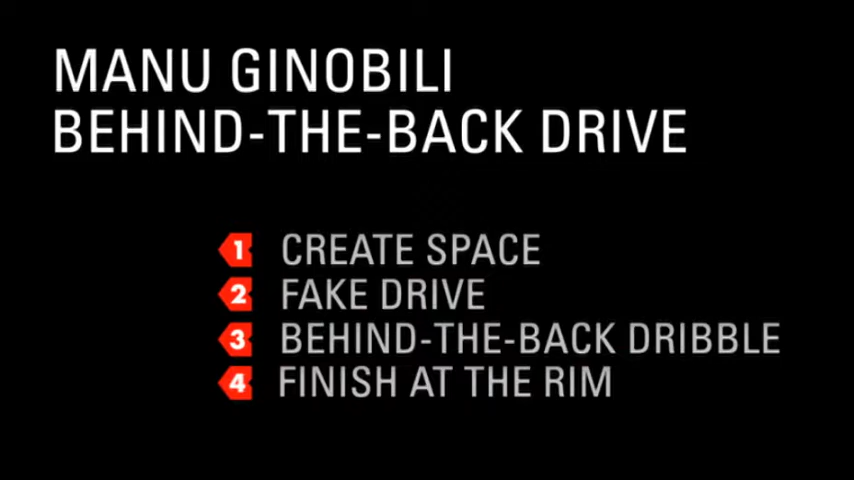 MANU GINOBILI
BEHIND-THE-BACK DRIVE
1 CREATE SPACE
2 FAKE DRIVE
3 BEHIND-THE-BACK DRIBBLE
4 FINISH AT THE RIM